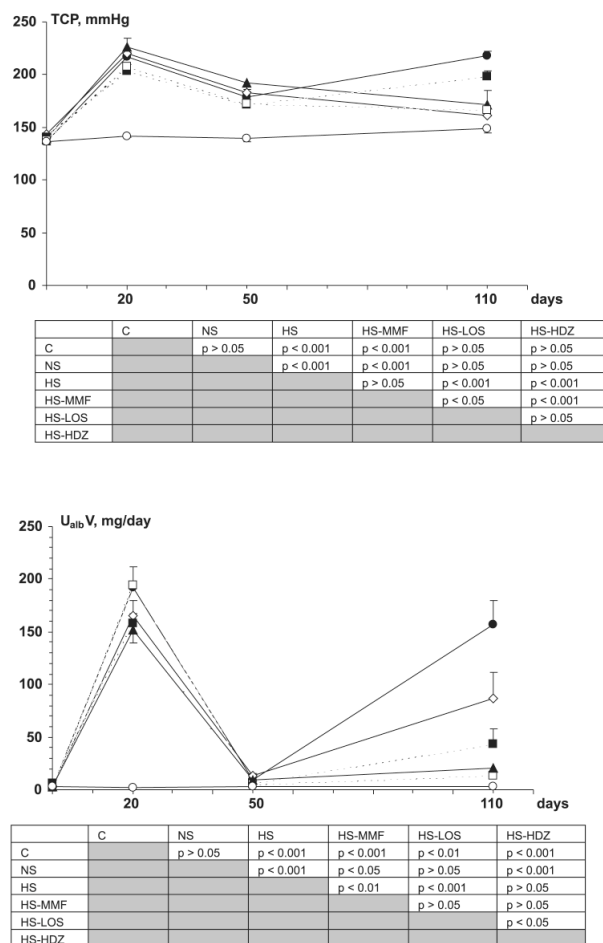 TCP, mmHg
250
200
150
100
50
0
20 50 110 days
C NS HS HS-MMF HS-LOS HS-HDZ
C p > 0.05 p < 0.001 p < 0.001 p > 0.05 p > 0.05
NS p < 0.001 p < 0.001 p > 0.05 p > 0.05
HS p > 0.05 p < 0.001 p < 0.001
HS-MMF p < 0.05 p < 0.001
HS-LOS p > 0.05
HS-HDZ
UalbV, mg/day
250
200
150
100
50
0
20 50 110 days
C NS HS HS-MMF HS-LOS HS-HDZ
C p > 0.05 p < 0.001 p < 0.001 p < 0.01 p < 0.001
NS p < 0.001 p < 0.05 p > 0.05 p < 0.001
HS p < 0.01 p < 0.001 p > 0.05
HS-MMF p > 0.05 p > 0.05
HS-LOS p < 0.05
HS-HDZ